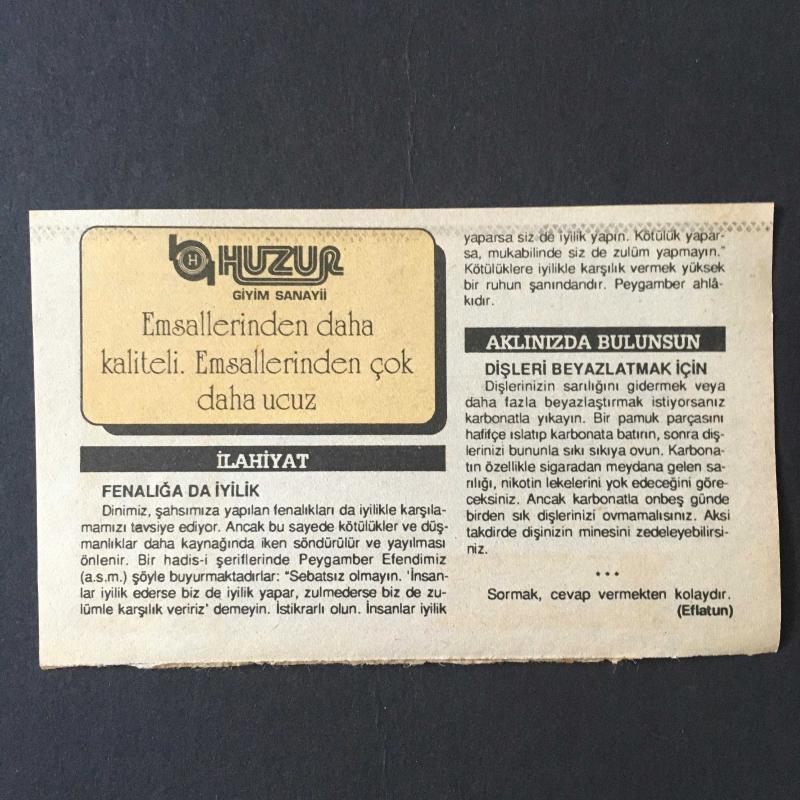 HUZUR
GİYİM SANAYİİ
Emsallerinden daha
kaliteli. Emsallerinden çok
daha ucuz
İLAHİYAT
FENALIĞA DA İYİLİK
Dinimiz, şahsımıza yapılan fenalıkları da iyilikle karşıla-
mamızı tavsiye ediyor. Ancak bu sayede kötülükler ve düş-
manlıklar daha kaynağında iken söndürülür ve yayılması
önlenir. Bir hadis-i şeriflerinde Peygamber Efendimiz
(a.s.m.) şöyle buyurmaktadırlar: "Sebatsız olmayın. 'İnsan-
lar iyilik ederse biz de iyilik yapar, zulmederse biz de zu-
lümle karşılık veririz' demeyin. İstikrarlı olun. İnsanlar iyilik
yaparsa siz de iyilik yapın. Kötülük yapar-
sa, mukabilinde siz de zulüm yapmayın."
Kötülüklere iyilikle karşılık vermek yüksek
bir ruhun şanındandır. Peygamber ahlâ-
kıdır.
AKLINIZDA BULUNSUN
DİŞLERİ BEYAZLATMAK İÇİN
Dişlerinizin sarılığını gidermek veya
daha fazla beyazlaştırmak istiyorsanız
karbonatla yıkayın. Bir pamuk parçasını
hafifçe ıslatıp karbonata batırın, sonra diş-
lerinizi bununla sıkı sıkıya ovun. Karbona-
tın özellikle sigaradan meydana gelen sa-
rılığı, nikotin lekelerini yok edeceğini göre-
ceksiniz. Ancak karbonatla onbeş günde
birden sık dişlerinizi ovmamalısınız. Aksi
takdirde dişinizin minesini zedeleyebilirsi-
niz.
***
Sormak, cevap vermekten kolaydır.
(Eflatun)